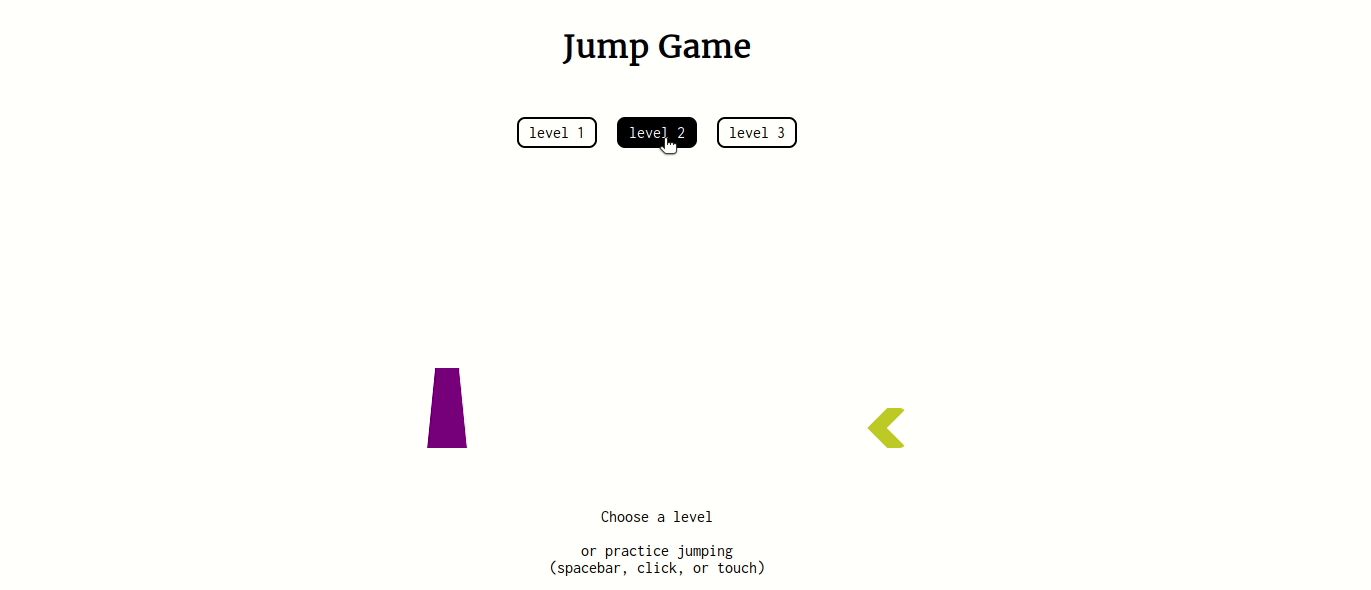 Jump Game
level 1
level 2
level 3
Choose a level
or practice jumping
(spacebar, click, or touch)